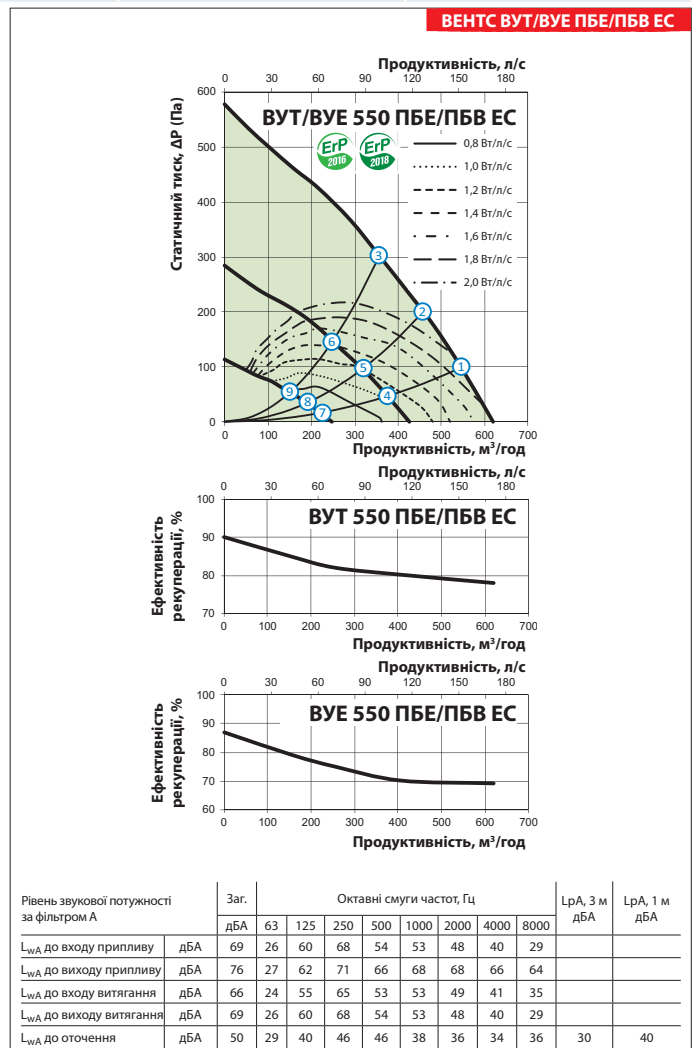 ВЕНТС ВУТ/ВУЕ ПБЕ/ПБВ ЕС
Продуктивність, л/с
0 30 60 90 120 150 180
Статичний тиск, ΔP (Па)
600
500
400
300
200
100
0
ВУТ/ВУЕ 550 ПБЕ/ПБВ ЕС
ErP 2016
ErP 2018
0,8 Вт/л/с
1,0 Вт/л/с
1,2 Вт/л/с
1,4 Вт/л/с
1,6 Вт/л/с
1,8 Вт/л/с
2,0 Вт/л/с
3
2
6
1
5
9
4
8
7
0 100 200 300 400 500 600 700
Продуктивність, м³/год
Продуктивність, л/с
0 30 60 90 120 150 180
Ефективність
рекуперації, %
100
90
80
70
ВУТ 550 ПБЕ/ПБВ ЕС
0 100 200 300 400 500 600 700
Продуктивність, м³/год
Продуктивність, л/с
0 30 60 90 120 150 180
Ефективність
рекуперації, %
100
90
80
70
60
ВУЕ 550 ПБЕ/ПБВ ЕС
0 100 200 300 400 500 600 700
Продуктивність, м³/год
Рівень звукової потужності
за фільтром А
Заг. Октавні смуги частот, Гц LpA, 3 м LpA, 1 м
дБА дБА
дБА 63 125 250 500 1000 2000 4000 8000
LwA до входу припливу дБА 69 26 60 68 54 53 48 40 29
LwA до виходу припливу дБА 76 27 62 71 66 68 68 66 64
LwA до входу витягання дБА 66 24 55 65 53 53 49 41 35
LwA до виходу витягання дБА 69 26 60 68 54 53 48 40 29
LwA до оточення дБА 50 29 40 46 46 38 36 34 36 30 40